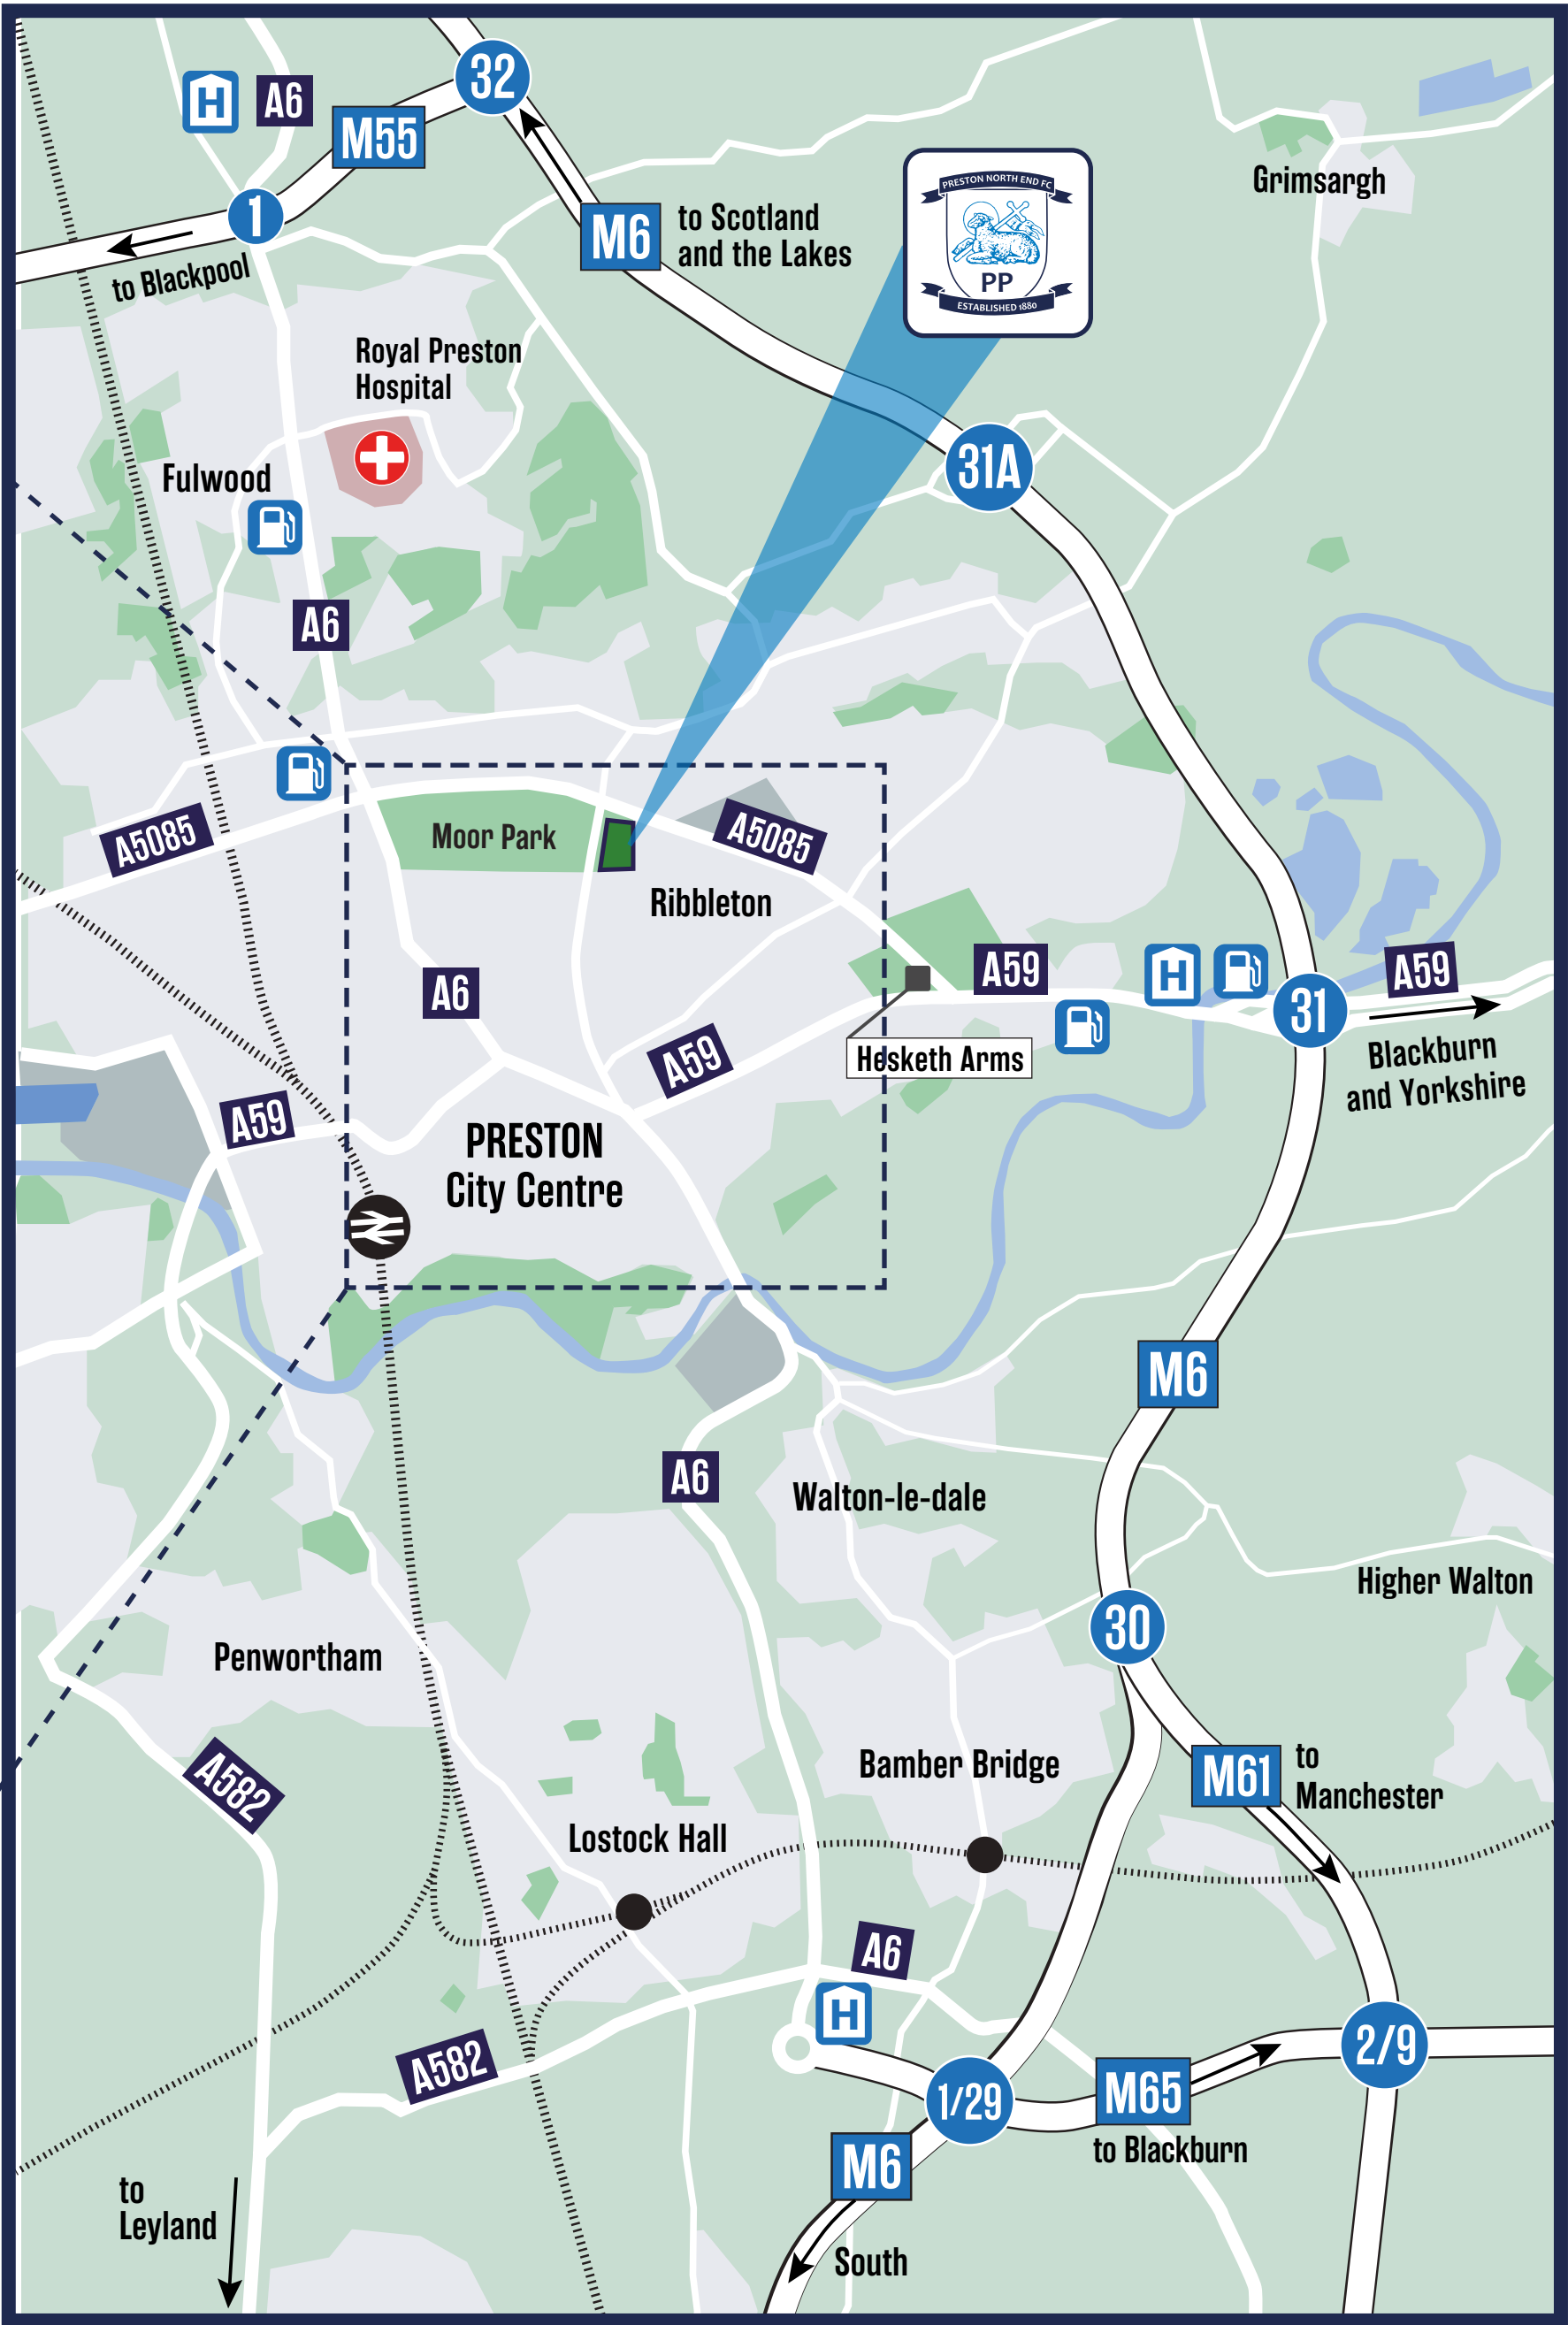 32
H
A6
M55
1
to Blackpool
M6
to Scotland
and the Lakes
PRESTON NORTH END FC
PP
ESTABLISHED 1880
Grimsargh
Royal Preston
Hospital
Fulwood
31A
A6
A5085
Moor Park
A5085
Ribbleton
A6
A59
H
31
A59
Blackburn
and Yorkshire
Hesketh Arms
A59
A59
PRESTON
City Centre
M6
A6
Walton-le-dale
Higher Walton
30
Penwortham
A582
Bamber Bridge
M61
to
Manchester
Lostock Hall
A6
H
A582
1/29
M65
to Blackburn
2/9
M6
South
to
Leyland